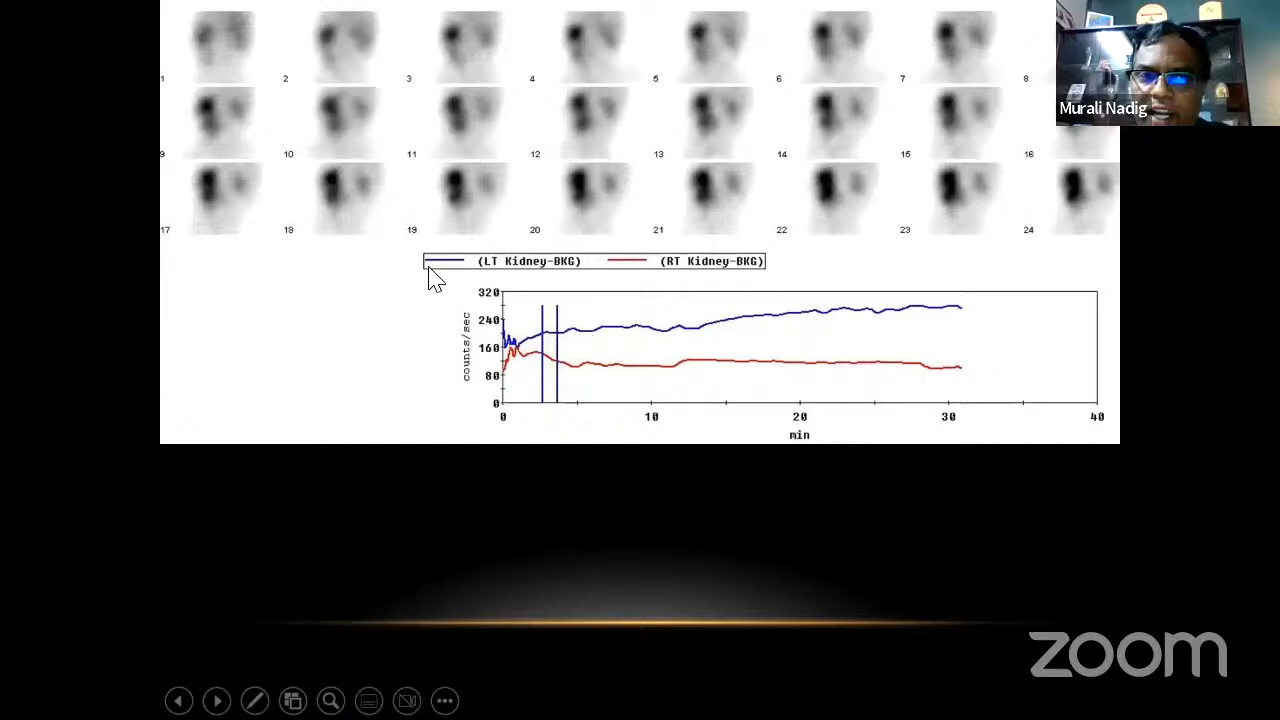 1 2 3 4 5 6 7 8
Murali Nadig
9 10 11 12 13 14 15 16
17 18 19 20 21 22 23 24
(LT Kidney-BKG) (RT Kidney-BKG)
320
240
160
80
0
counts/sec
0 10 20 30 40
min
zoom